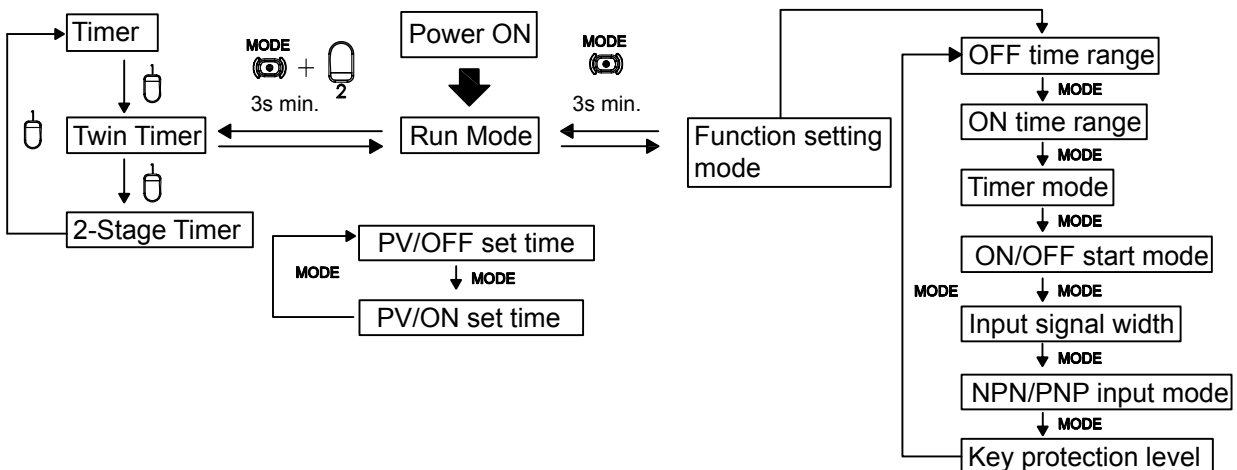 Timer
1
Twin Timer
1
1
2-Stage Timer
MODE
+
2
3s min.
Power ON
Run Mode
MODE
3s min.
PV/OFF set time
MODE
MODE
PV/ON set time
Function setting
mode
OFF time range
MODE
ON time range
MODE
Timer mode
MODE
ON/OFF start mode
MODE
MODE
Input signal width
MODE
NPN/PNP input mode
MODE
Key protection level